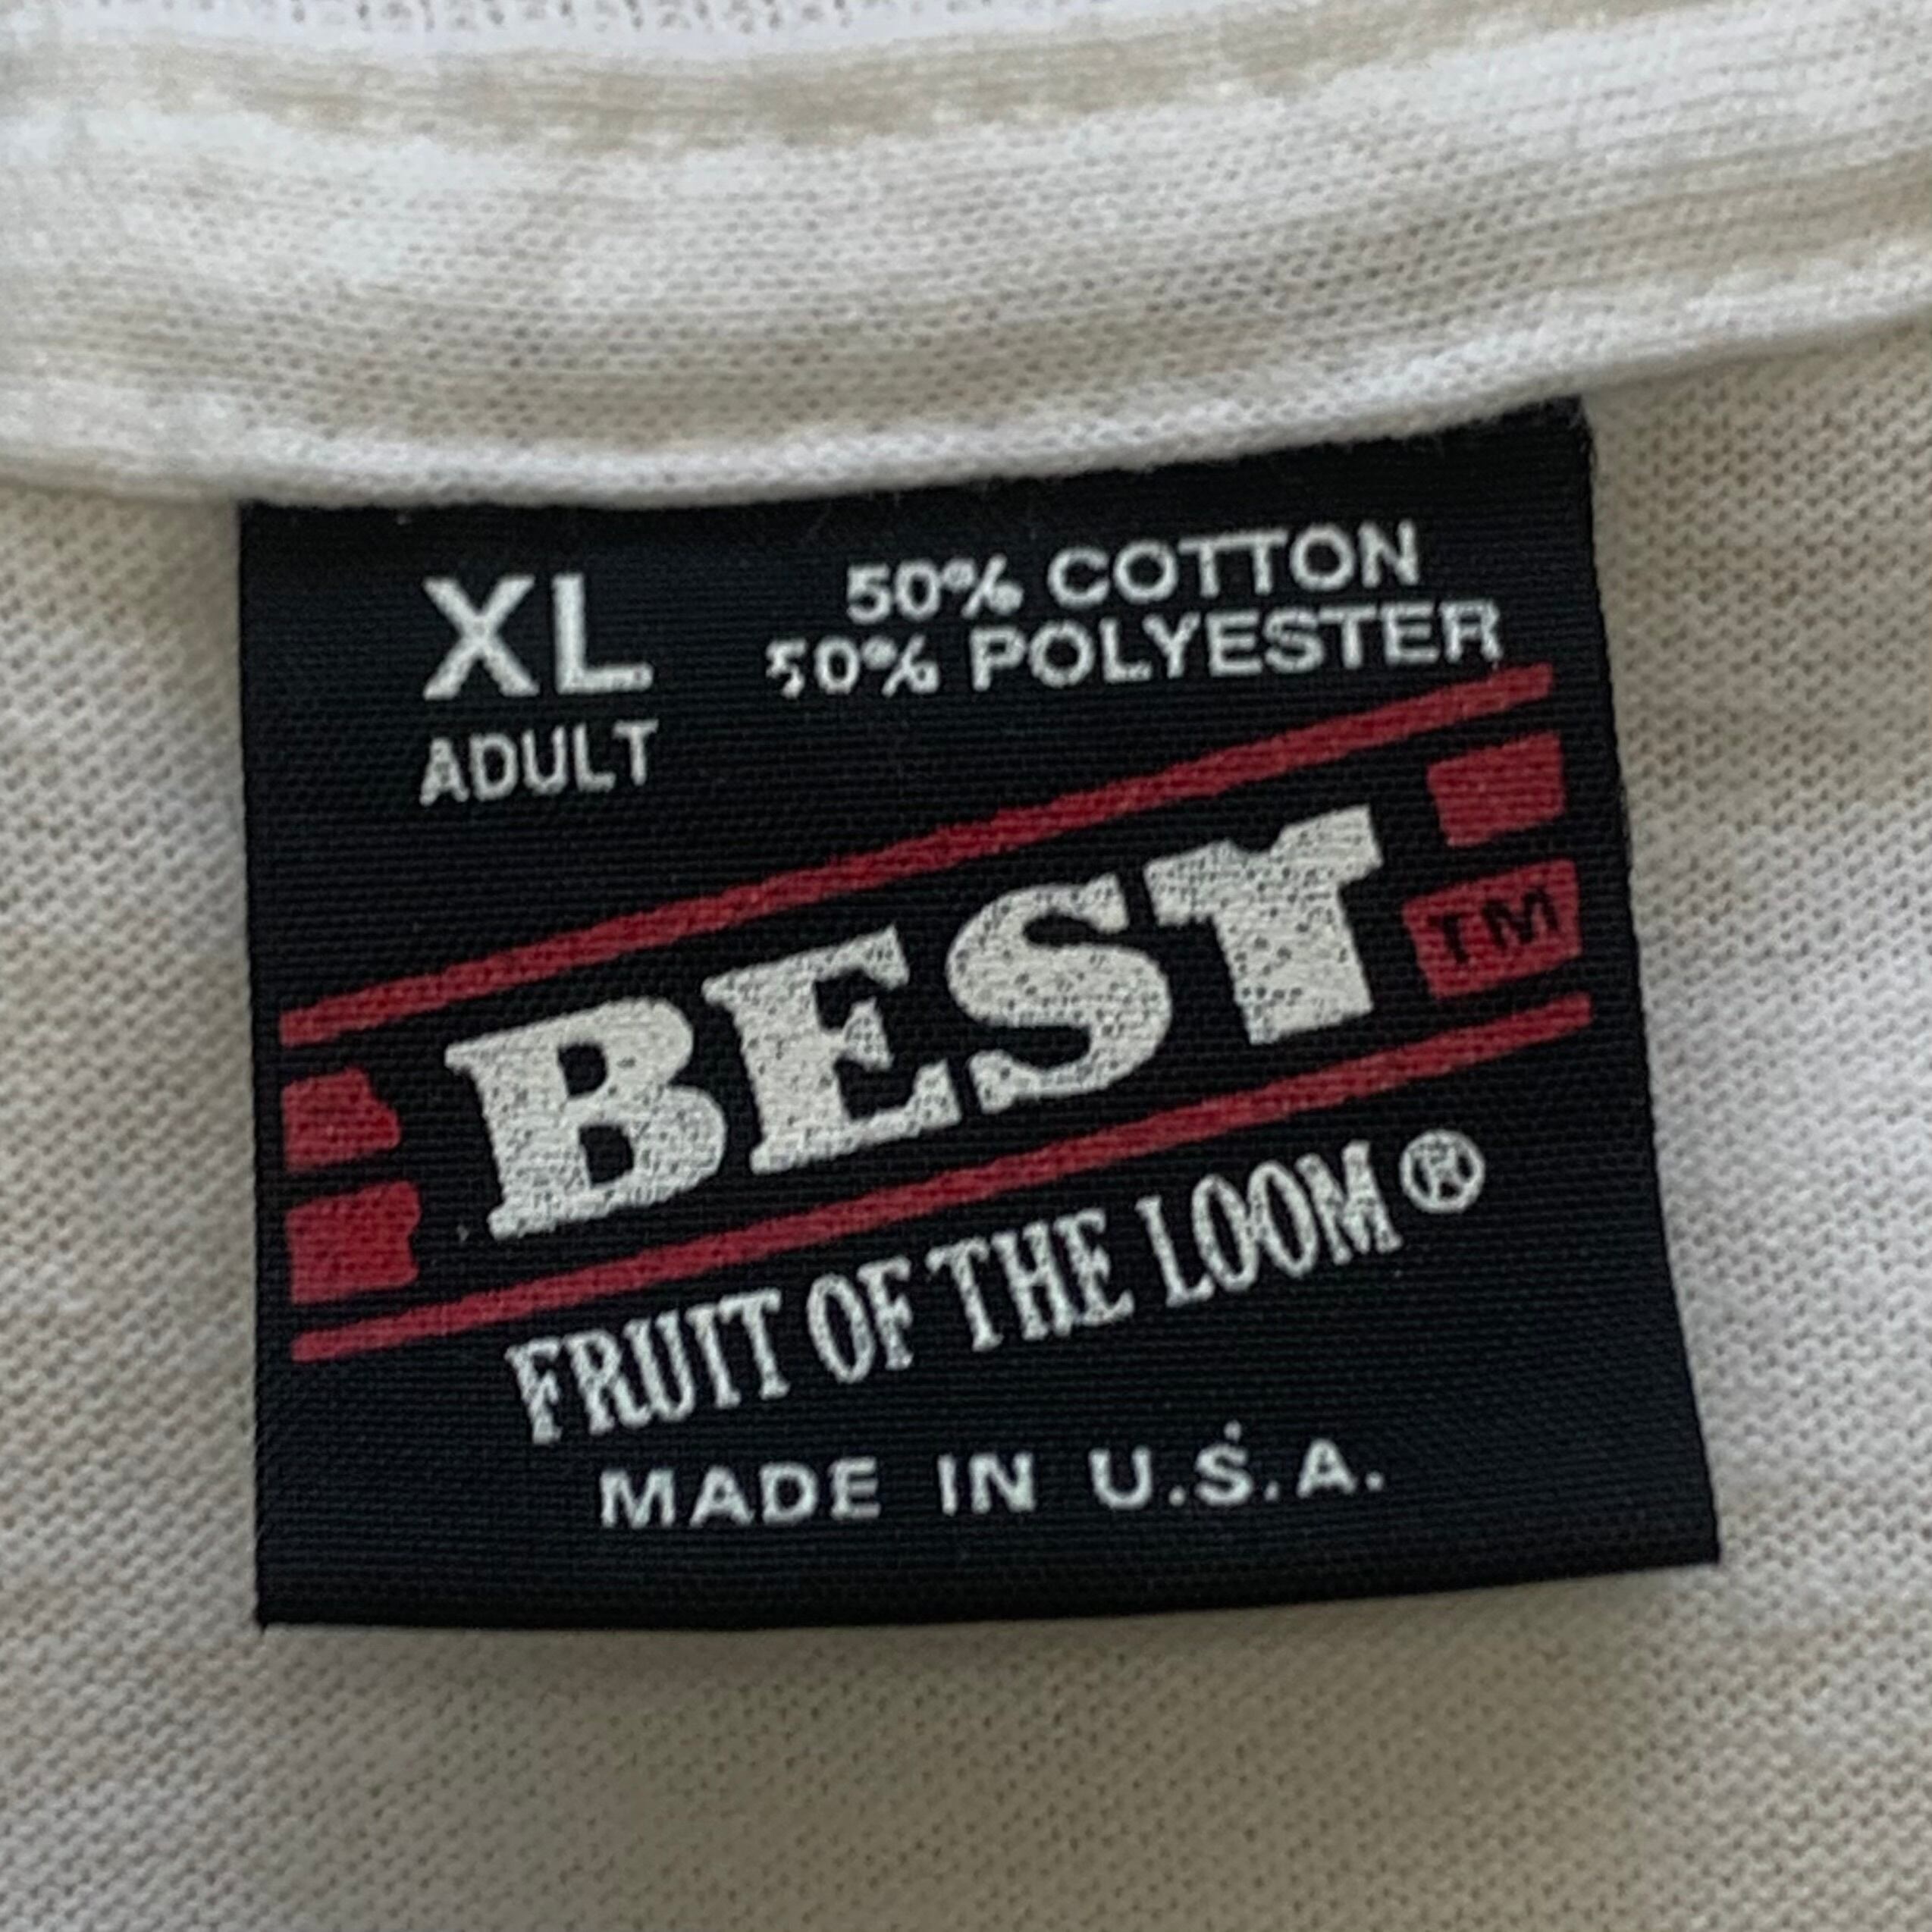 XL
ADULT
50% COTTON
50% POLYESTER
BEST
TM
FRUIT OF THE LOOM®
MADE IN U.S.A.